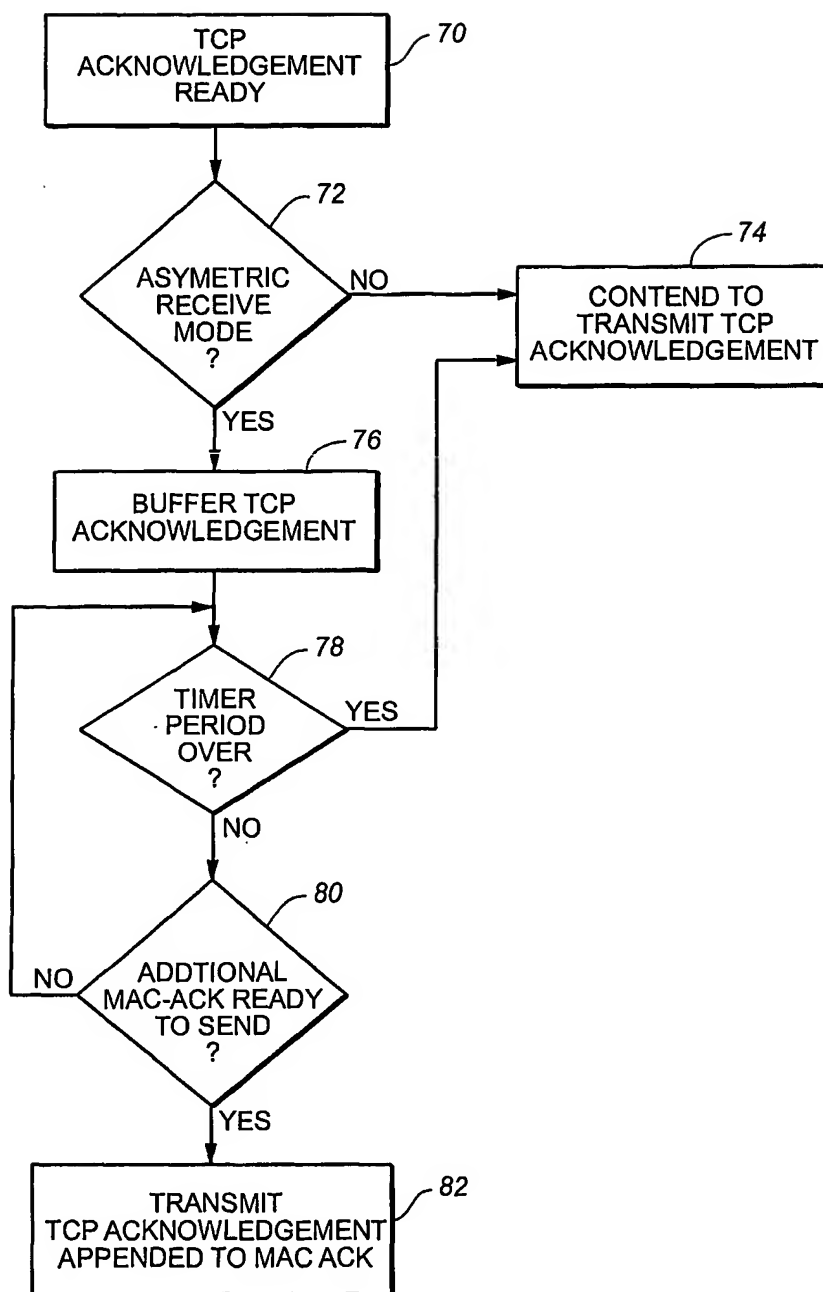 TCP
ACKNOWLEDGEMENT
READY
70
72
ASYMETRIC
RECEIVE
MODE
?
NO
YES
74
CONTEND TO
TRANSMIT TCP
ACKNOWLEDGEMENT
76
BUFFER TCP
ACKNOWLEDGEMENT
78
TIMER
PERIOD
OVER
?
YES
NO
80
ADDTIONAL
MAC-ACK READY
TO SEND
?
NO
YES
82
TRANSMIT
TCP ACKNOWLEDGEMENT
APPENDED TO MAC ACK